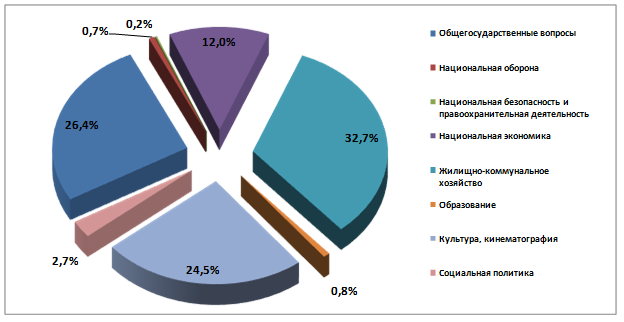 0,2%
0,7%
12,0%
26,4%
32,7%
2,7%
24,5%
0,8%
Общегосударственные вопросы
Национальная оборона
Национальная безопасность и
правоохранительная деятельность
Национальная экономика
Жилищно-коммунальное
хозяйство
Образование
Культура, кинематография
Социальная политика